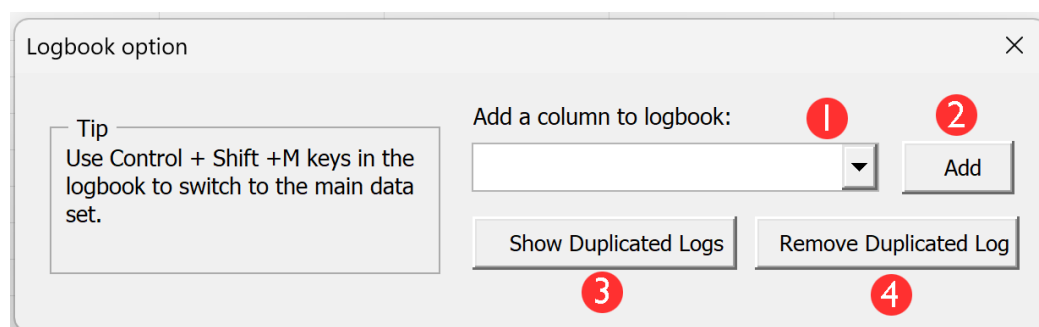 Logbook option
Tip
Use Control + Shift +M keys in the
logbook to switch to the main data
set.
Add a column to logbook:
1
2
Add
Show Duplicated Logs
Remove Duplicated Log
3
4